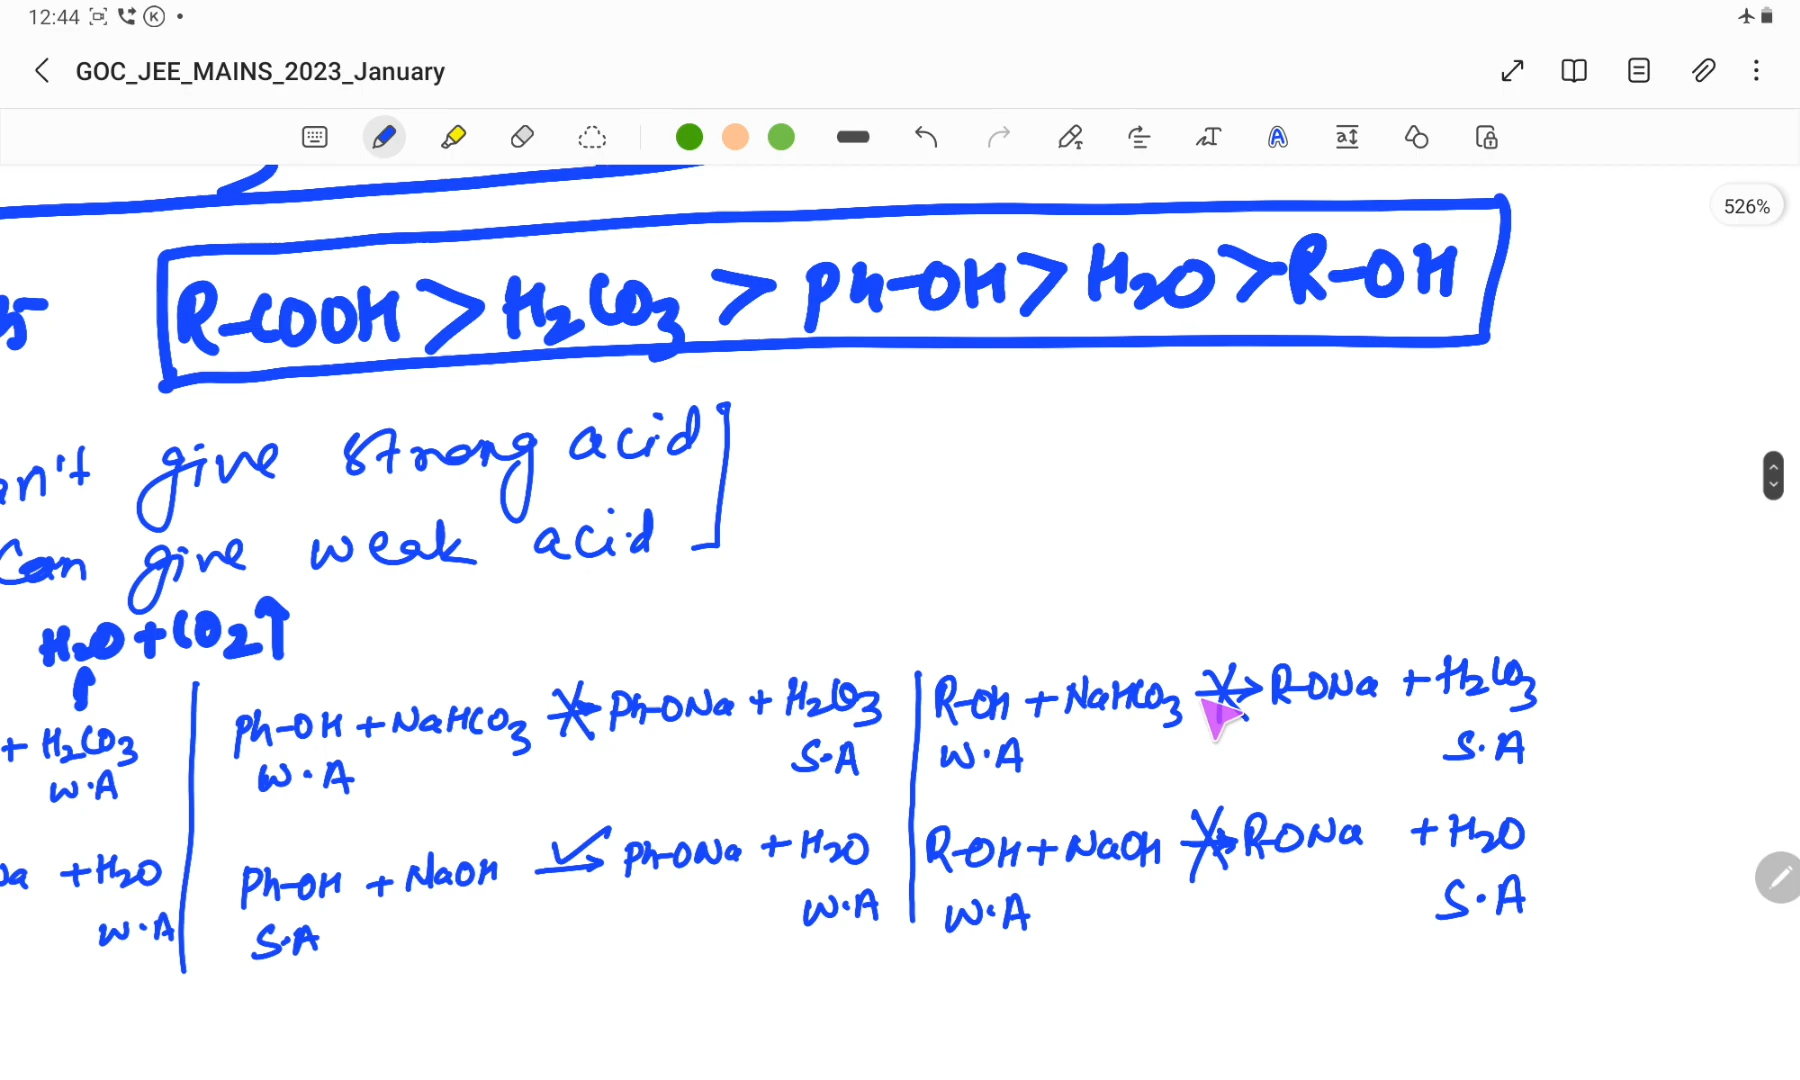 12:44
GOC_JEE_MAINS_2023_January
526%
R-COOH > H2CO3 > Ph-OH > H2O > R-OH
give strong acid]
Can give weak acid
H2O + CO2↑
+ H2CO3
W.A
Ph-OH + NaHCO3 Ph-ONa + H2CO3
W.A S.A
R-OH + NaHCO3 R-ONa + H2CO3
W.A S.A
+ H2O
W.A
Ph-OH + NaOH Ph-ONa + H2O
S.A W.A
R-OH + NaOH RONa + H2O
W.A S.A